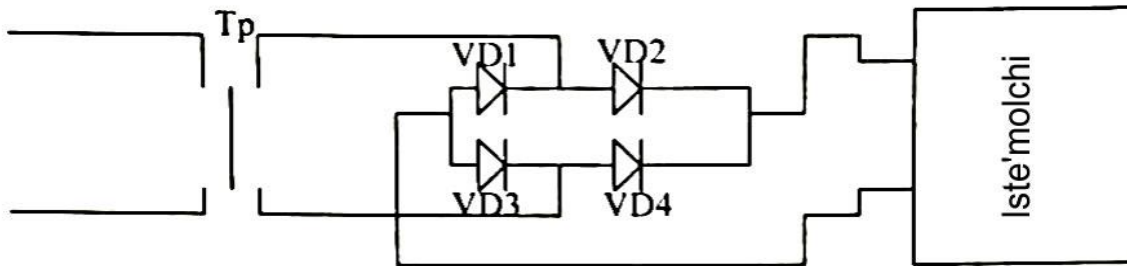 Tp
VD1
VD2
VD3
VD4
Iste'molchi